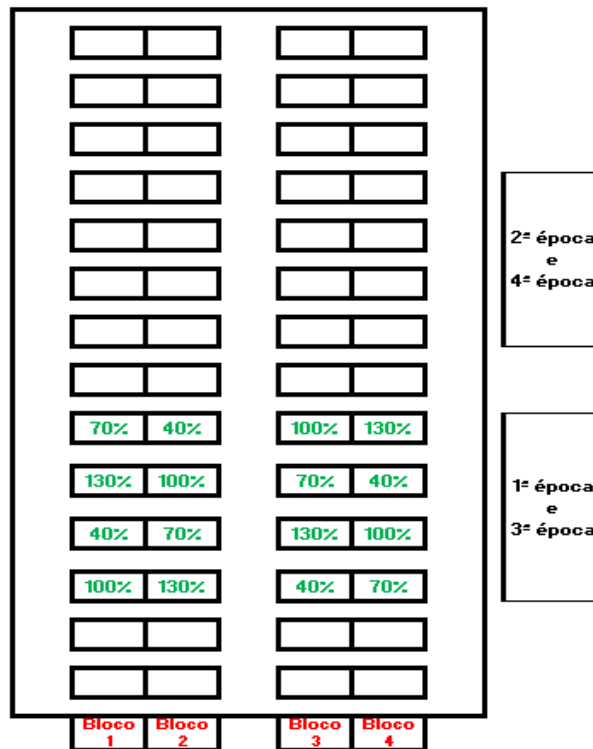 2ª época
e
4ª época
70% 40% 100% 130%
130% 100% 70% 40%
40% 70% 130% 100%
100% 130% 40% 70%
1ª época
e
3ª época
Bloco 1 Bloco 2 Bloco 3 Bloco 4